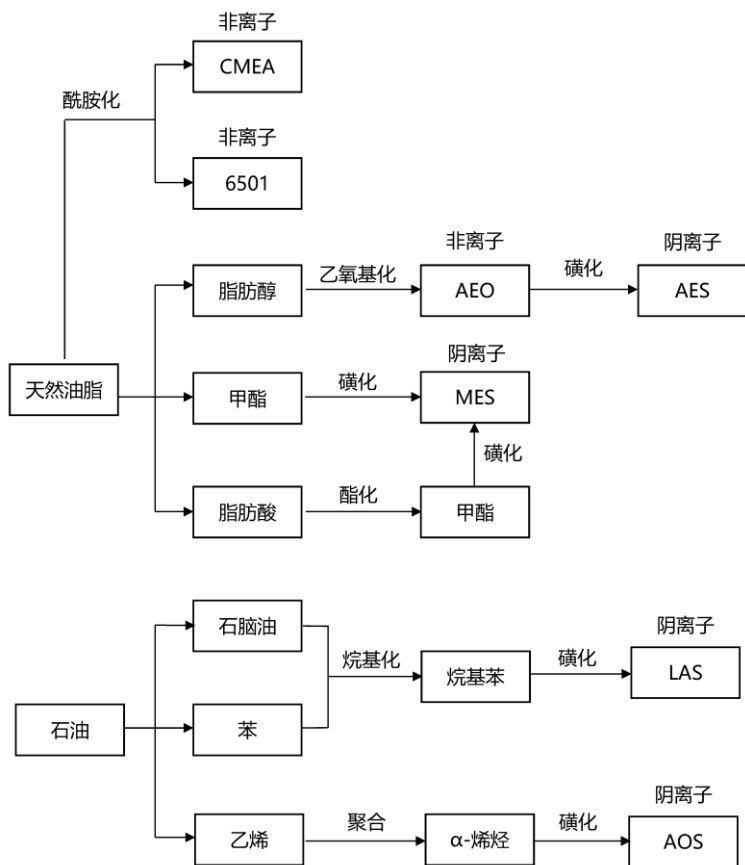 非离子
CMEA
酰胺化
非离子
6501
非离子
阴离子
脂肪醇
乙氧基化
AEO
磺化
AES
阴离子
天然油脂
甲酯
磺化
MES
磺化
脂肪酸
酯化
甲酯
石脑油
阴离子
烷基化
烷基苯
磺化
LAS
石油
苯
阴离子
乙烯
聚合
α-烯烃
磺化
AOS